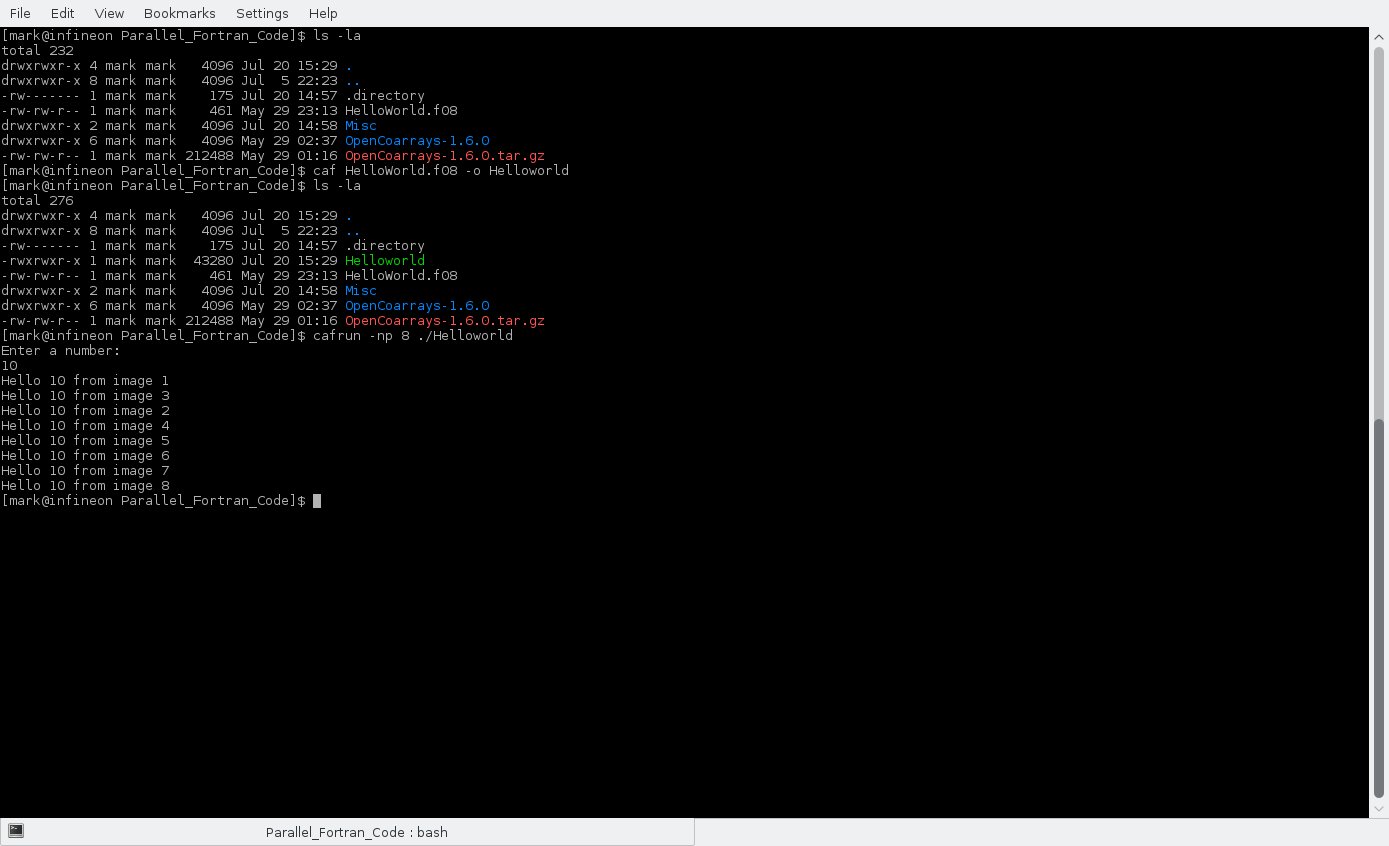 File Edit View Bookmarks Settings Help
[mark@infineon Parallel_Fortran_Code]$ ls -la
total 232
drwxrwxr-x 4 mark mark   4096 Jul 20 15:29 .
drwxrwxr-x 8 mark mark   4096 Jul  5 22:23 ..
-rw------- 1 mark mark    175 Jul 20 14:57 .directory
-rw-rw-r-- 1 mark mark    461 May 29 23:13 HelloWorld.f08
drwxrwxr-x 2 mark mark   4096 Jul 20 14:58 Misc
drwxrwxr-x 6 mark mark   4096 May 29 02:37 OpenCoarrays-1.6.0
-rw-rw-r-- 1 mark mark 212488 May 29 01:16 OpenCoarrays-1.6.0.tar.gz
[mark@infineon Parallel_Fortran_Code]$ caf HelloWorld.f08 -o Helloworld
[mark@infineon Parallel_Fortran_Code]$ ls -la
total 276
drwxrwxr-x 4 mark mark   4096 Jul 20 15:29 .
drwxrwxr-x 8 mark mark   4096 Jul  5 22:23 ..
-rw------- 1 mark mark    175 Jul 20 14:57 .directory
-rwxrwxr-x 1 mark mark  43280 Jul 20 15:29 Helloworld
-rw-rw-r-- 1 mark mark    461 May 29 23:13 HelloWorld.f08
drwxrwxr-x 2 mark mark   4096 Jul 20 14:58 Misc
drwxrwxr-x 6 mark mark   4096 May 29 02:37 OpenCoarrays-1.6.0
-rw-rw-r-- 1 mark mark 212488 May 29 01:16 OpenCoarrays-1.6.0.tar.gz
[mark@infineon Parallel_Fortran_Code]$ cafrun -np 8 ./Helloworld
Enter a number:
10
Hello 10 from image 1
Hello 10 from image 3
Hello 10 from image 2
Hello 10 from image 4
Hello 10 from image 5
Hello 10 from image 6
Hello 10 from image 7
Hello 10 from image 8
[mark@infineon Parallel_Fortran_Code]$
Parallel_Fortran_Code : bash